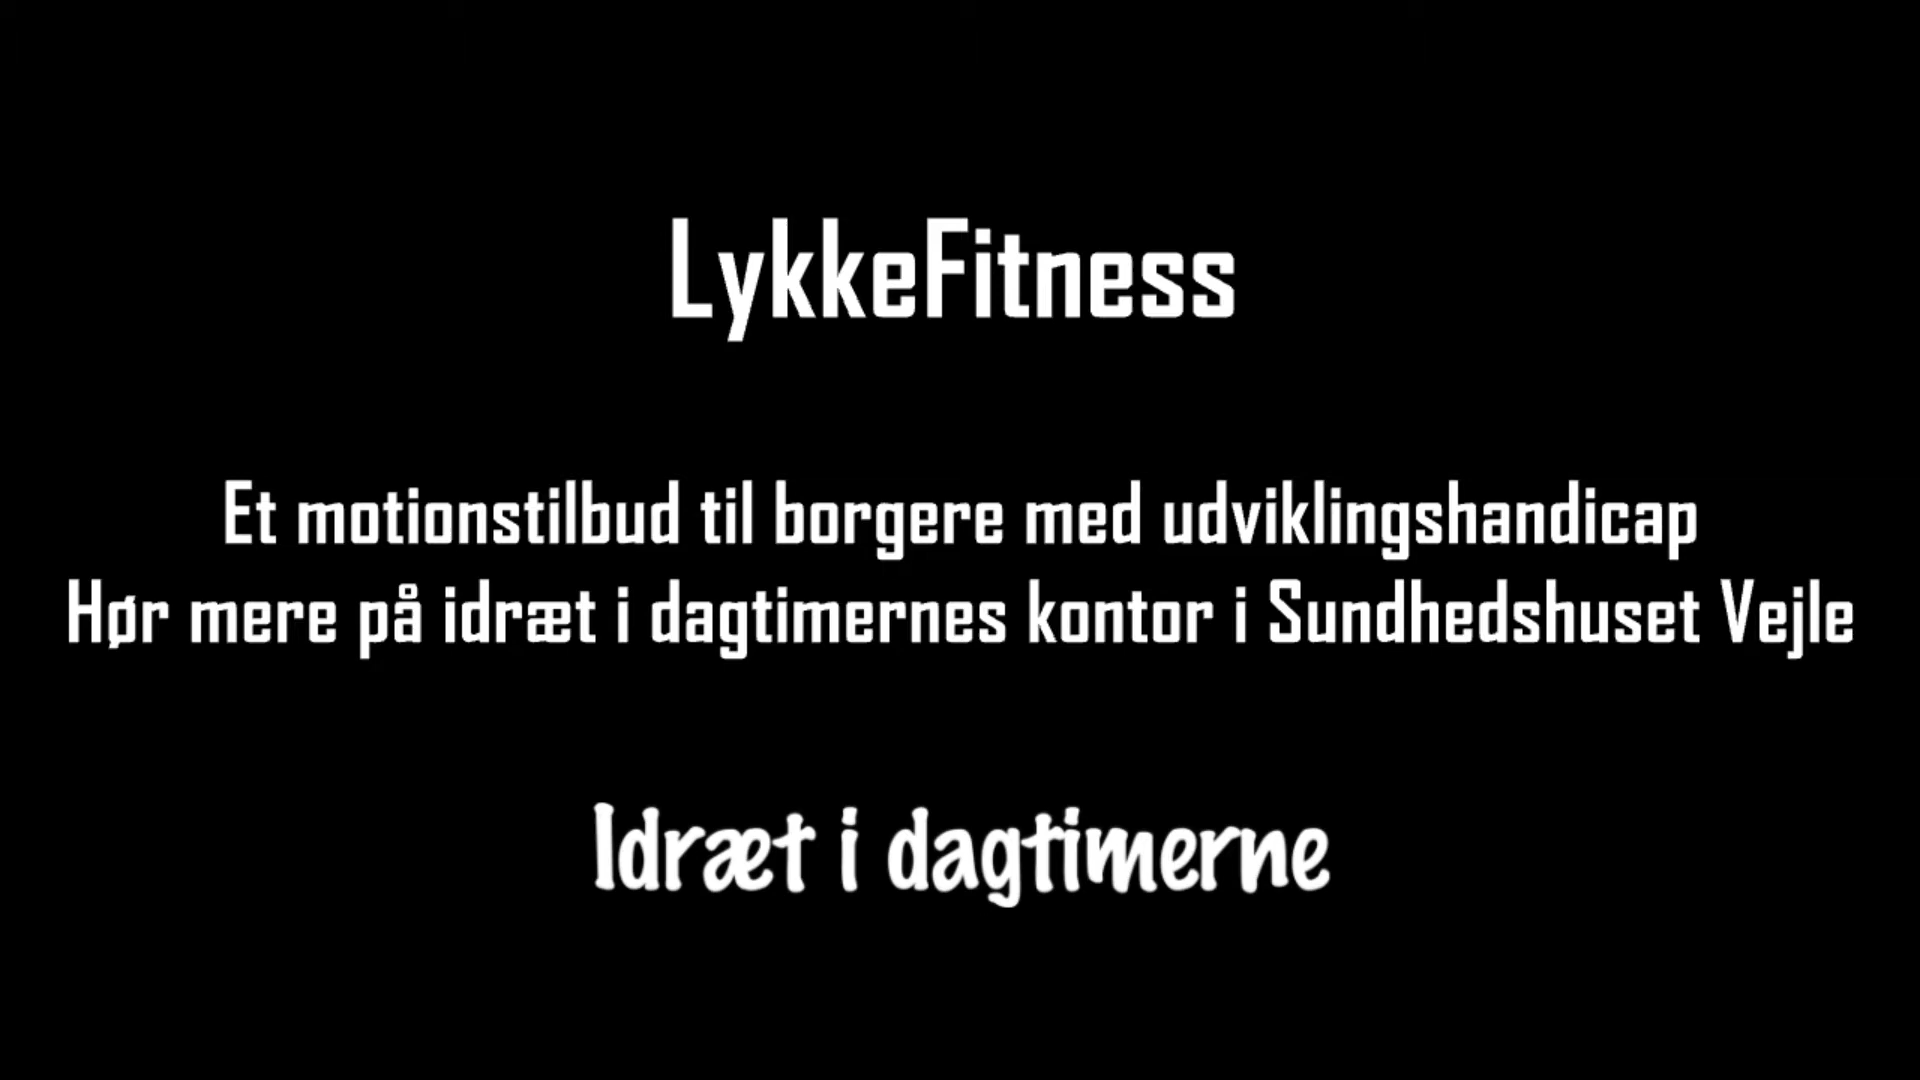 LykkeFitness
Et motionstilbud til borgere med udviklingshandicap
Hør mere på idræt i dagtimernes kontor i Sundhedshuset Vejle
Idræt i dagtimerne